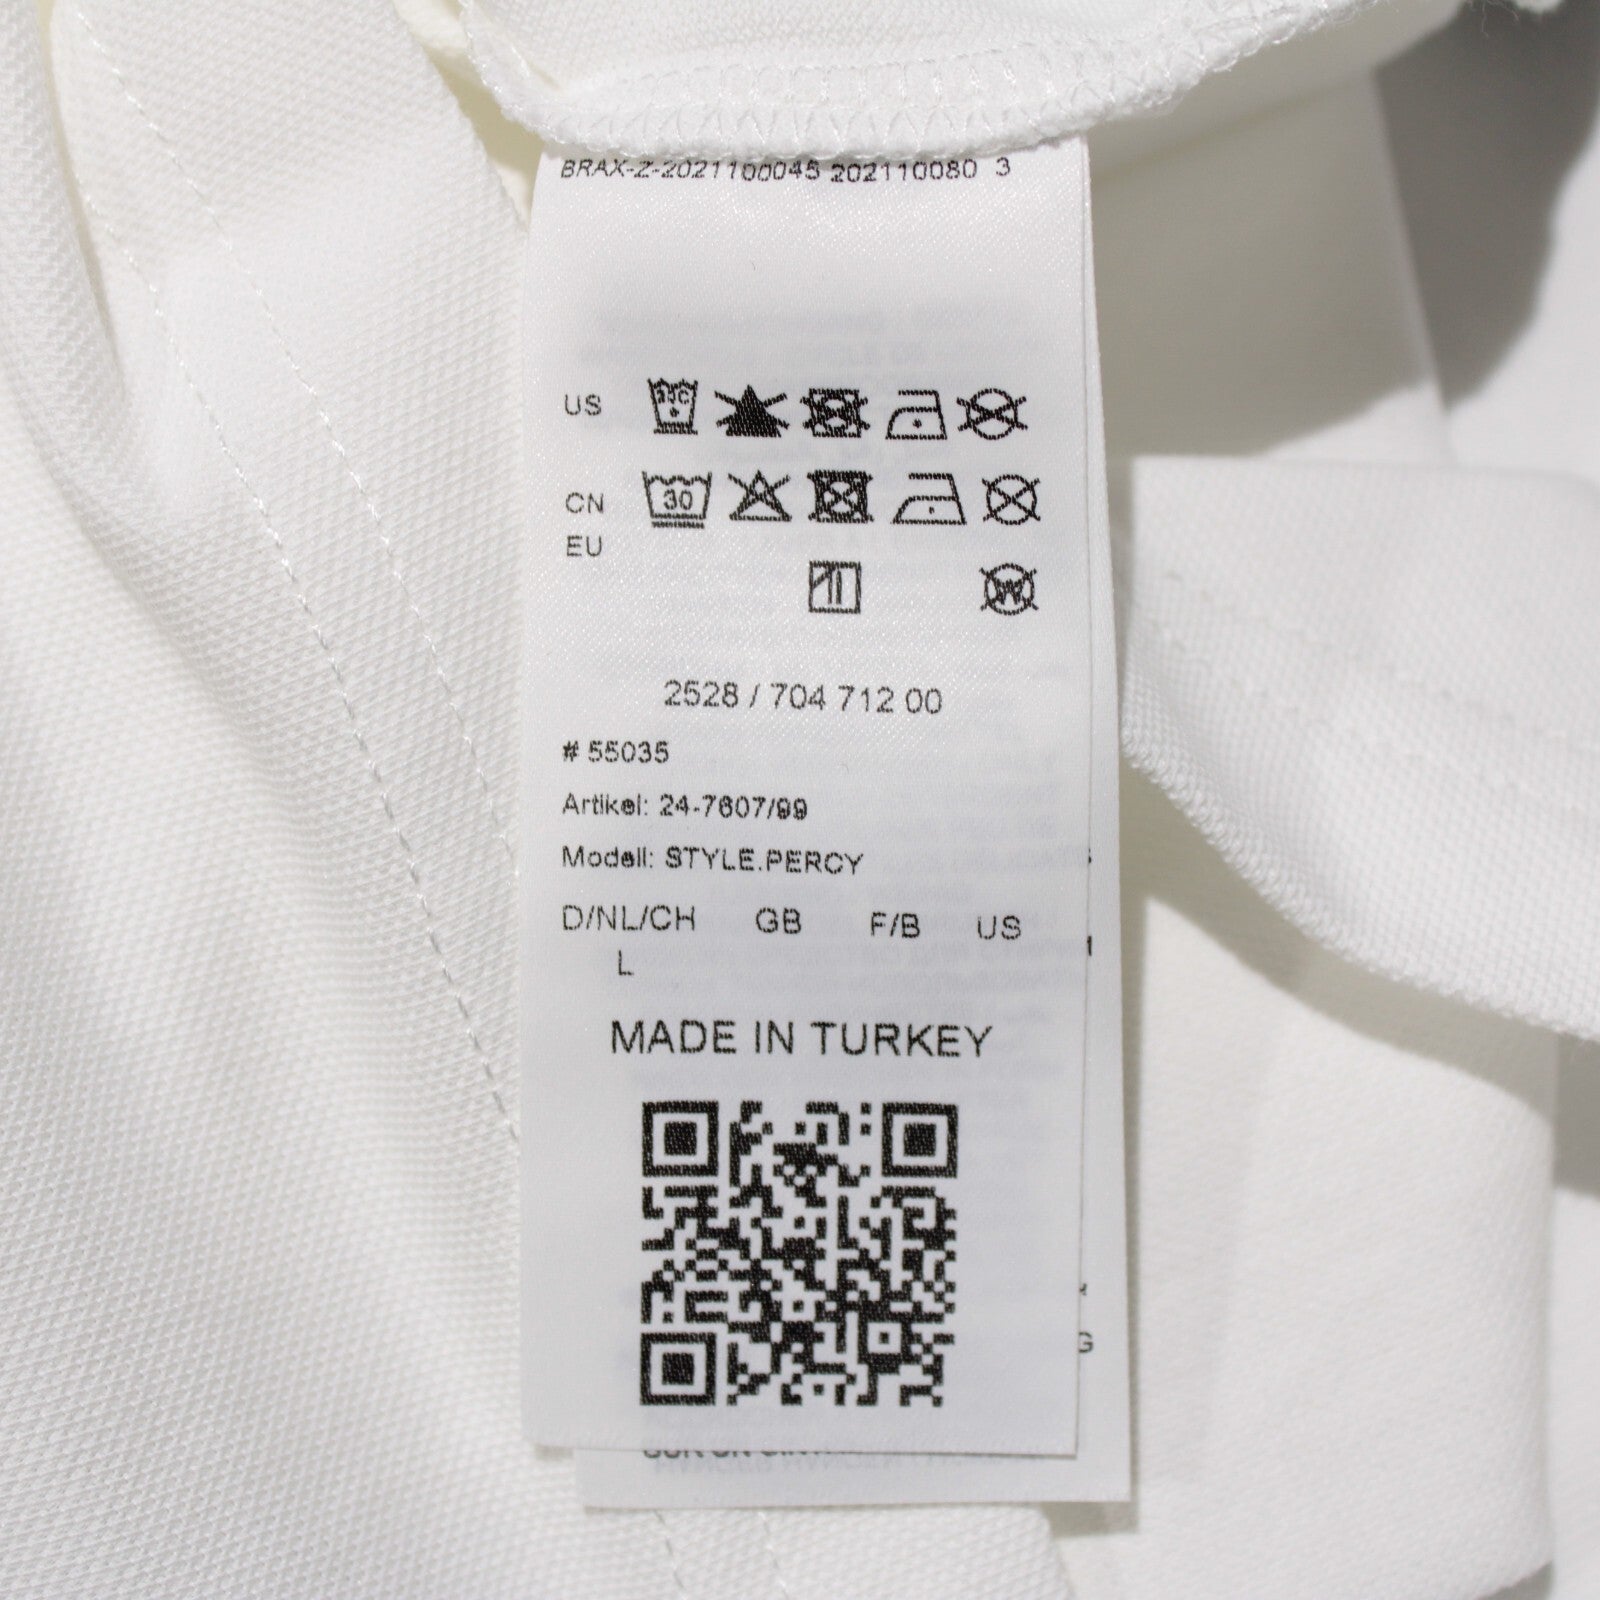 BRAX-Z-2021100045 202110080 3
US
CN 30
EU
2528 / 704 712 00
# 55035
Artikel: 24-7607/99
Modell: STYLE.PERCY
D/NL/CH GB F/B US
L
MADE IN TURKEY